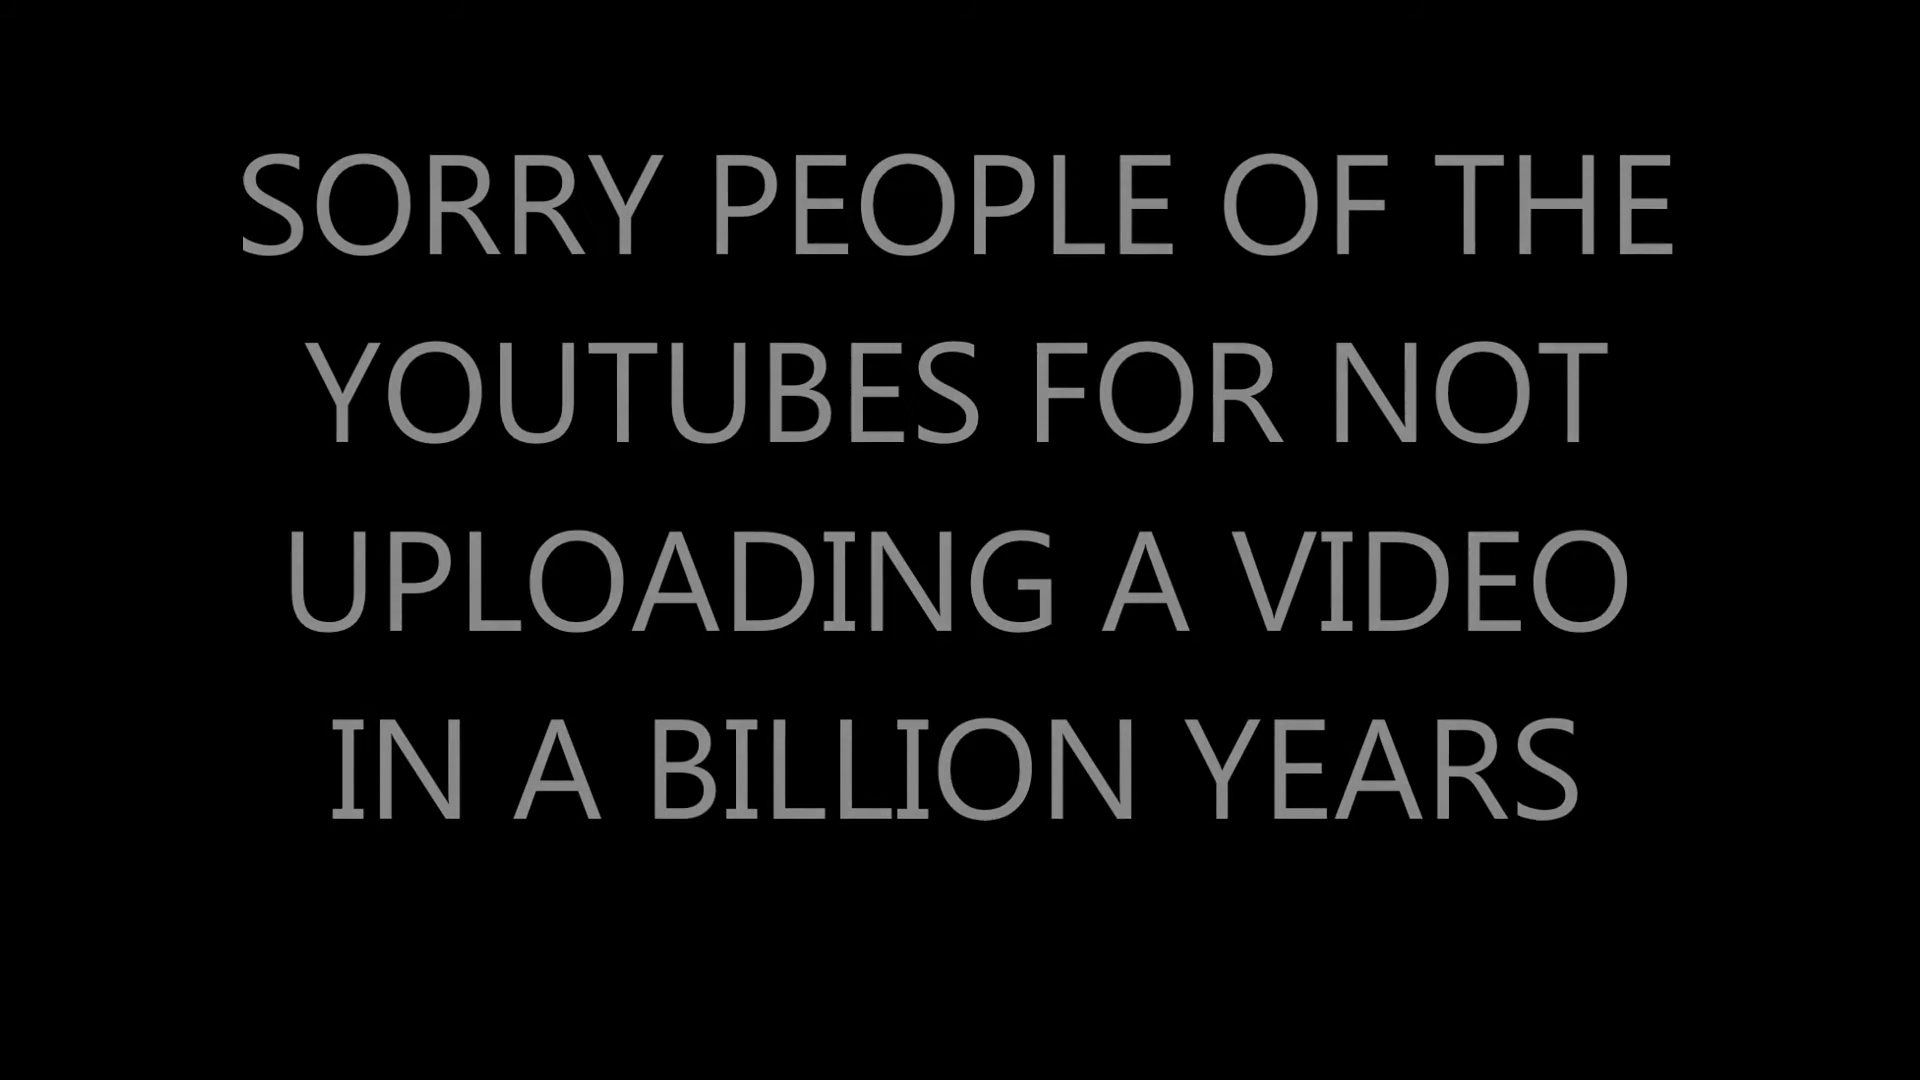 SORRY PEOPLE OF THE
YOUTUBES FOR NOT
UPLOADING A VIDEO
IN A BILLION YEARS